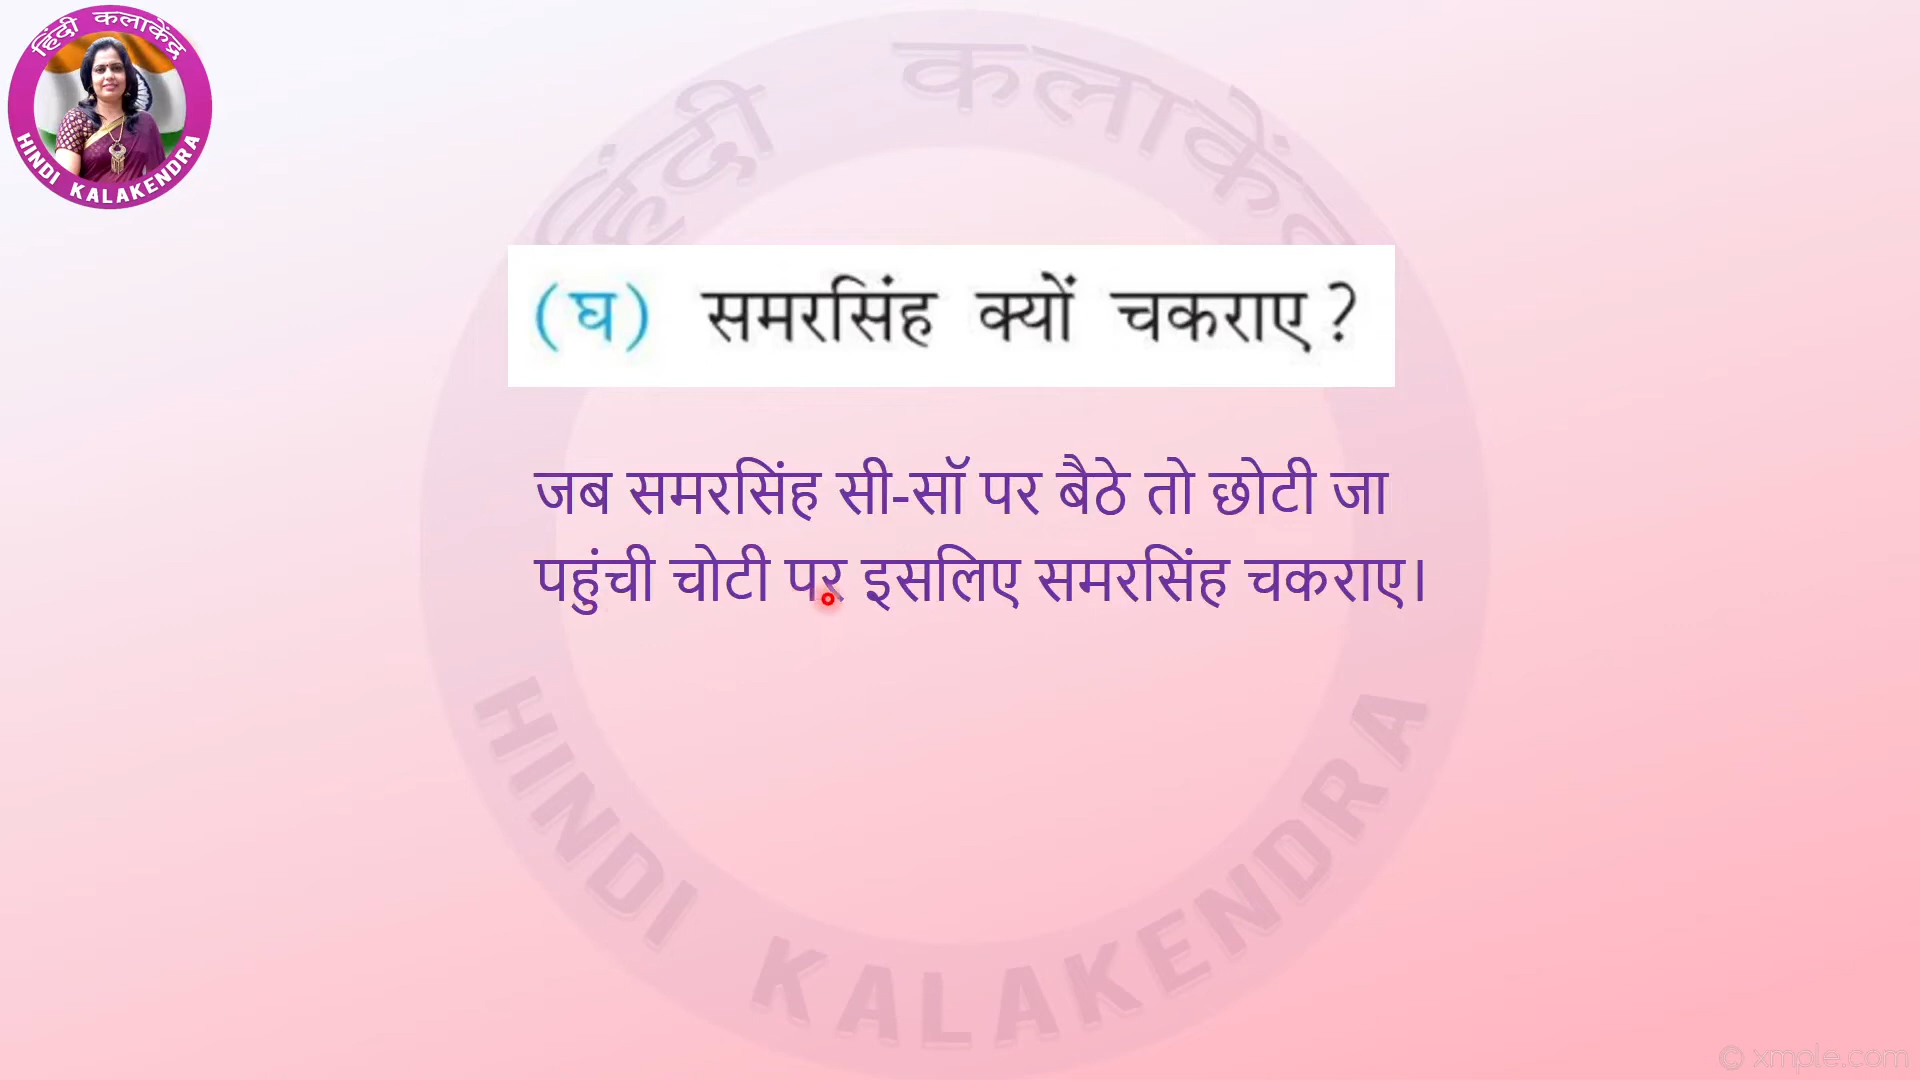 हिंदी कलाकेंद्र
HINDI KALAKENDRA
हिंदी कलाकेंद्र
(घ) समरसिंह क्यों चकराए ?
जब समरसिंह सी-सॉ पर बैठे तो छोटी जा
पहुंची चोटी पर इसलिए समरसिंह चकराए।
HINDI KALAKENDRA
© xmple.com